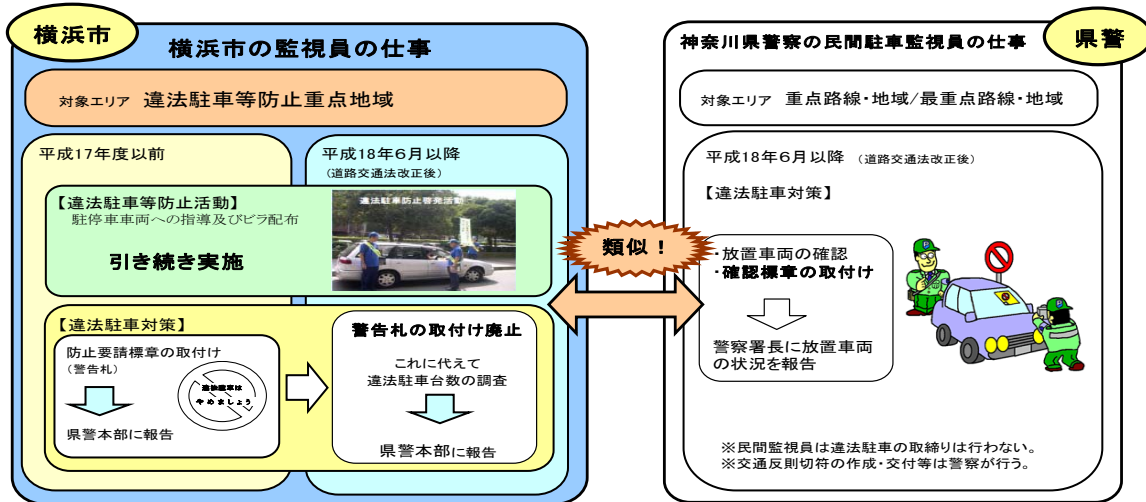 横浜市
横浜市の監視員の仕事
対象エリア 違法駐車等防止重点地域
平成17年度以前
平成18年6月以降
(道路交通法改正後)
【違法駐車等防止活動】
駐停車車両への指導及びビラ配布
引き続き実施
違法駐車防止啓発活動
【違法駐車対策】
防止要請標章の取付け
(警告札)
違法駐車は
やめましょう
県警本部に報告
警告札の取付け廃止
これに代えて
違法駐車台数の調査
県警本部に報告
類似!
県警
神奈川県警察の民間駐車監視員の仕事
対象エリア 重点路線・地域/最重点路線・地域
平成18年6月以降 (道路交通法改正後)
【違法駐車対策】
・放置車両の確認
・確認標章の取付け
警察署長に放置車両
の状況を報告
※民間監視員は違法駐車の取締りは行わない。
※交通反則切符の作成・交付等は警察が行う。